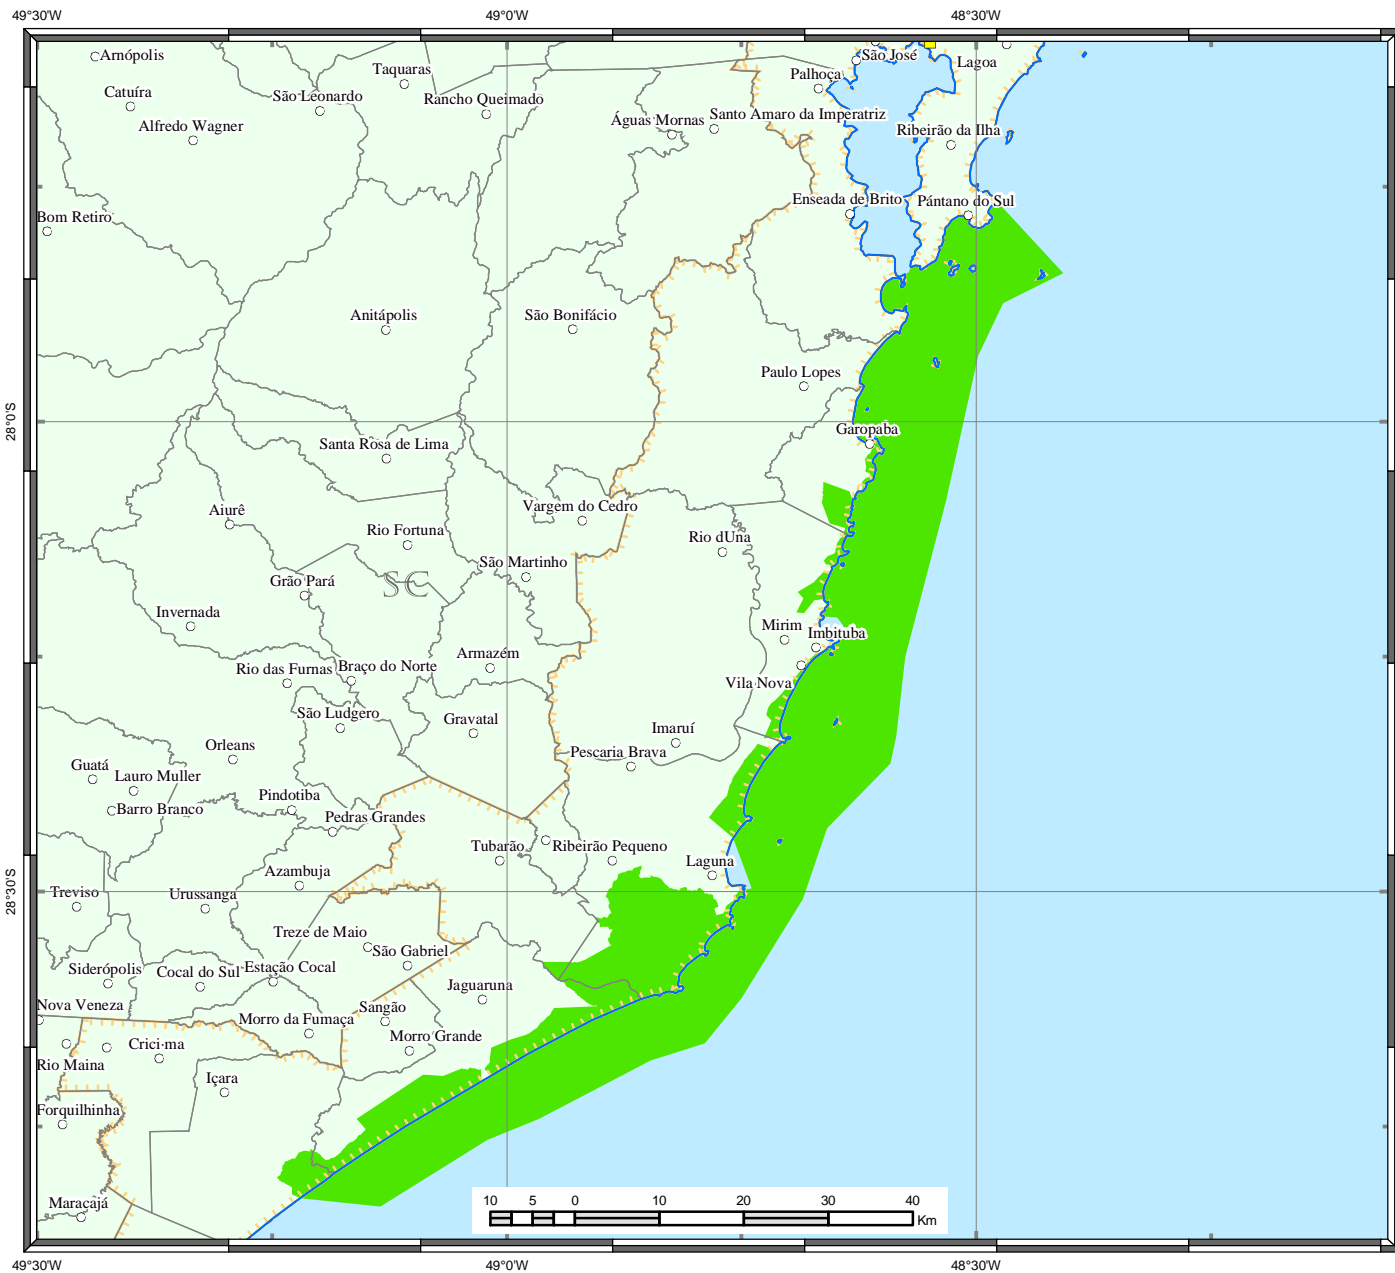 49°30'W 49°0'W 48°30'W
Arnópolis
São José
Lagoa
Taquaras
Palhoça
Catuíra
São Leonardo
Rancho Queimado
Alfredo Wagner
Águas Mornas
Santo Amaro da Imperatriz
Ribeirão da Ilha
Bom Retiro
Enseada de Brito
Pántano do Sul
Anitápolis
São Bonifácio
Paulo Lopes
28°0'S
Garopaba
Santa Rosa de Lima
Aiurê
Vargem do Cedro
Rio Fortuna
Rio dUna
São Martinho
Grão Pará
SC
Invernada
Mirim
Imbituba
Armazém
Rio das Furnas
Braço do Norte
Vila Nova
São Ludgero
Gravatal
Imaruí
Orleans
Pescaria Brava
Guatá
Lauro Muller
Pindotiba
Barro Branco
Pedras Grandes
Tubarão
Ribeirão Pequeno
Laguna
Azambuja
28°30'S
Treviso
Urussanga
Treze de Maio
São Gabriel
Siderópolis
Cocal do Sul
Estação Cocal
Jaguaruna
Nova Veneza
Sangão
Morro da Fumaça
Morro Grande
Crici-ma
Rio Maina
Içara
Forquilhinha
Maracajá
10 5 0 10 20 30 40
Km
49°30'W 49°0'W 48°30'W